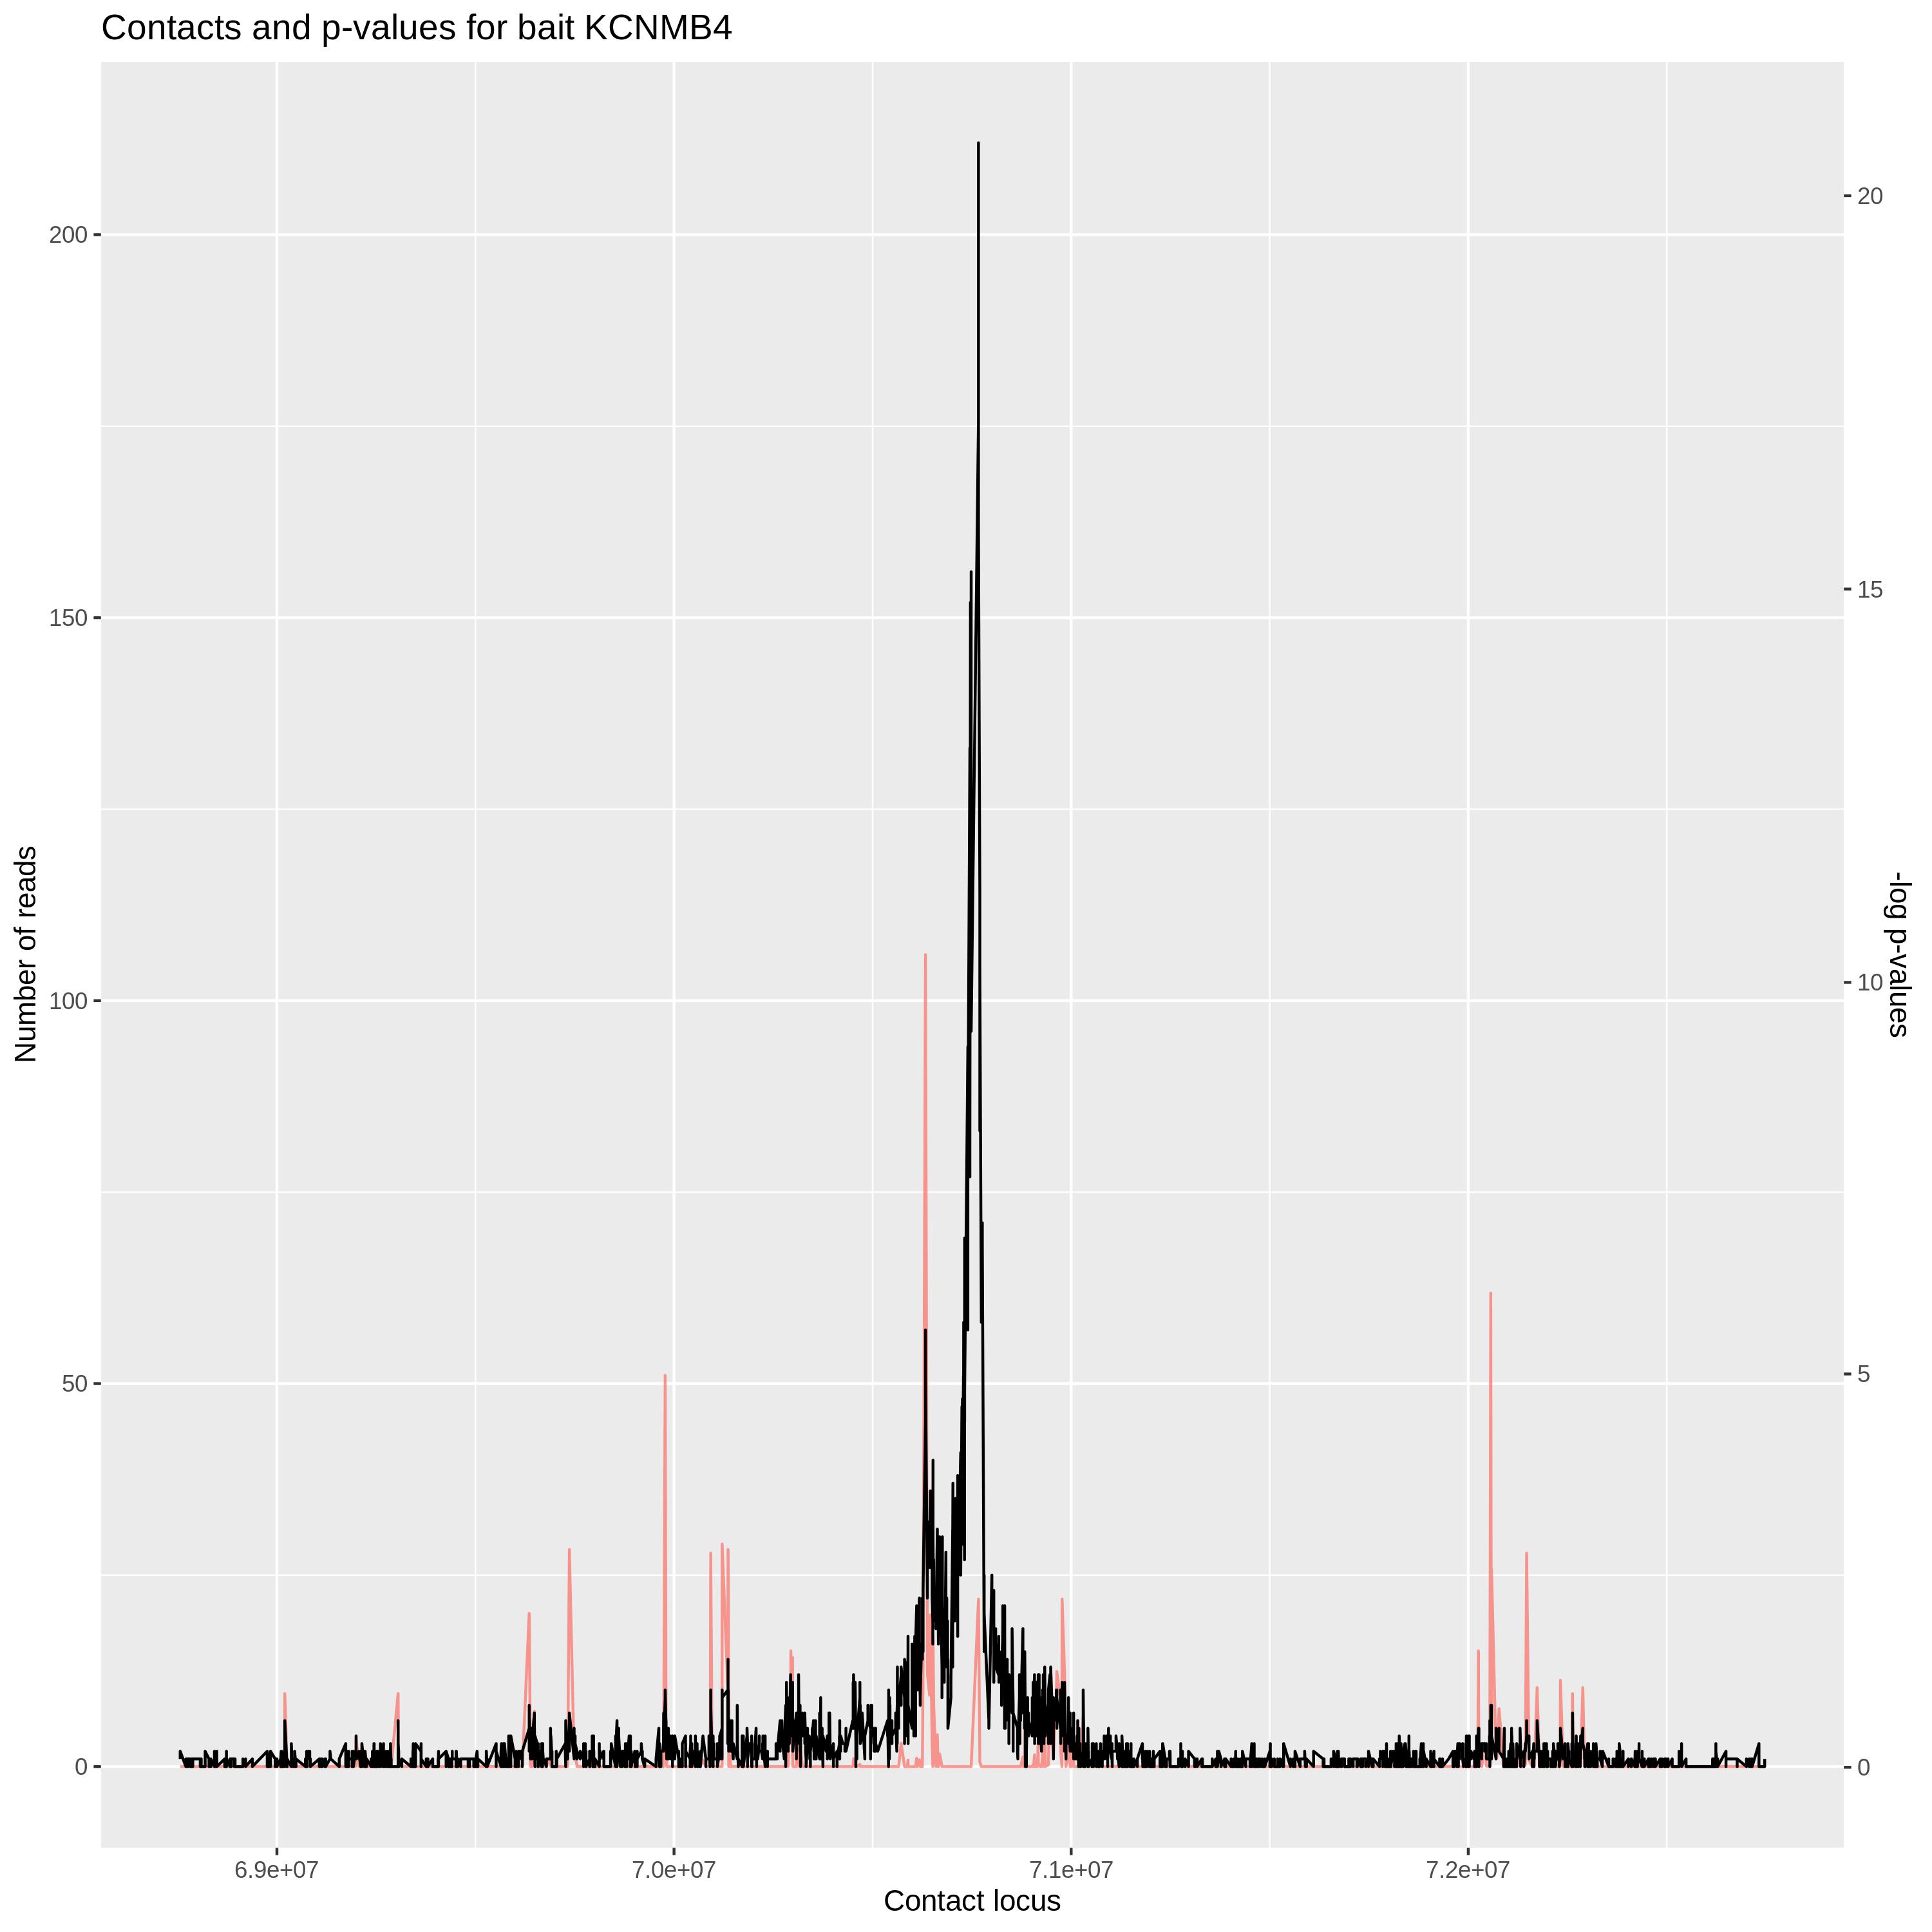 Contacts and p-values for bait KCNMB4
200
150
100
50
0
Number of reads
20
15
10
5
0
-log p-values
6.9e+07
7.0e+07
7.1e+07
7.2e+07
Contact locus